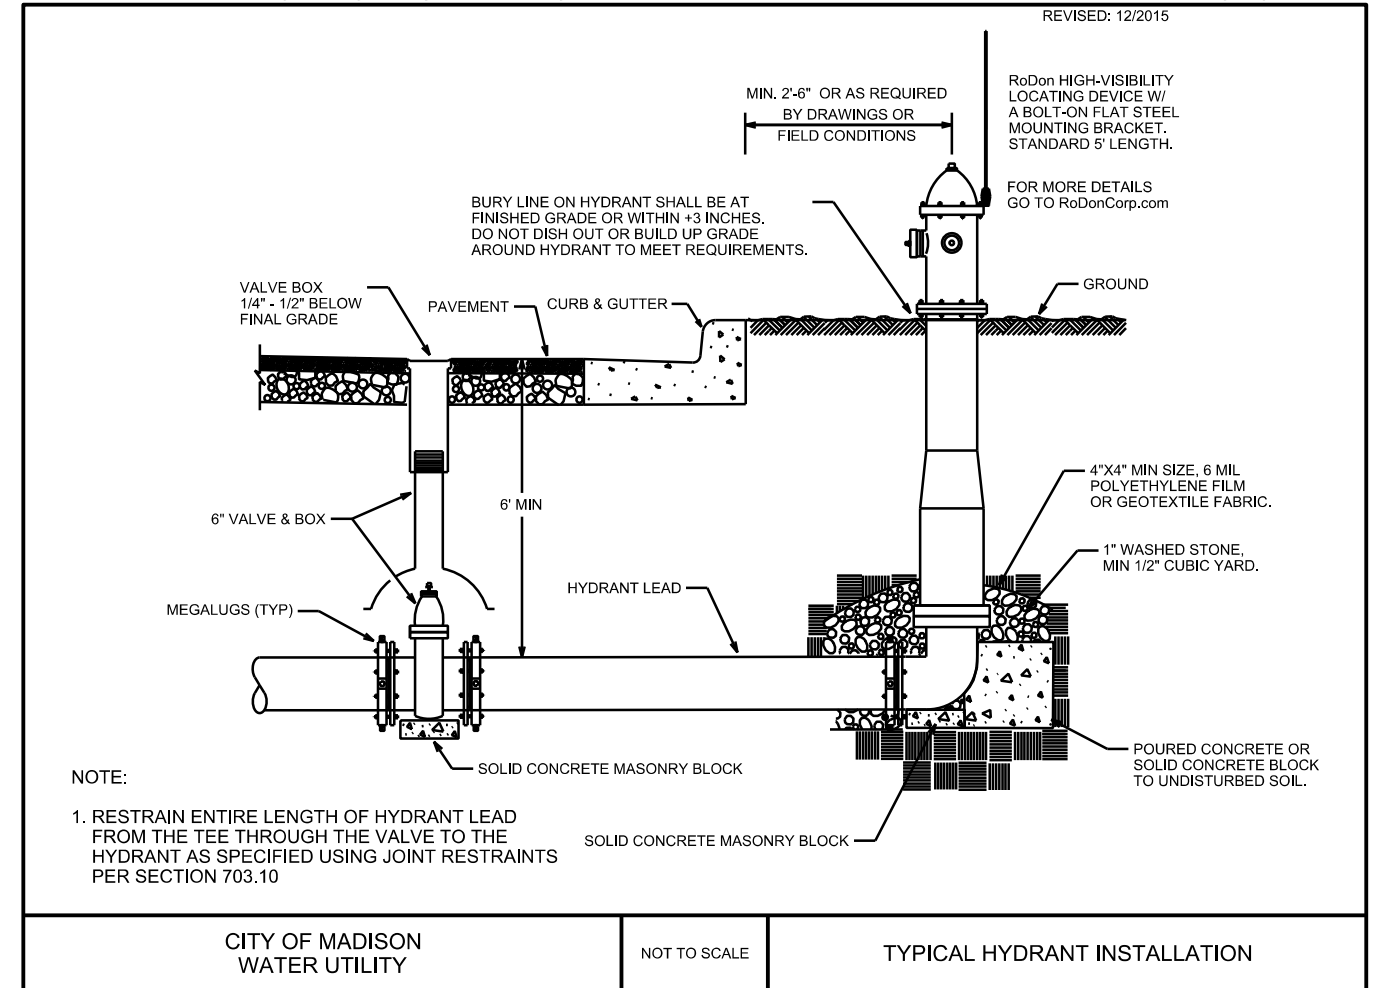 REVISED: 12/2015
RoDon HIGH-VISIBILITY
LOCATING DEVICE W/
A BOLT-ON FLAT STEEL
MOUNTING BRACKET.
STANDARD 5' LENGTH.
FOR MORE DETAILS
GO TO RoDonCorp.com
MIN. 2'-6" OR AS REQUIRED
BY DRAWINGS OR
FIELD CONDITIONS
BURY LINE ON HYDRANT SHALL BE AT
FINISHED GRADE OR WITHIN +3 INCHES.
DO NOT DISH OUT OR BUILD UP GRADE
AROUND HYDRANT TO MEET REQUIREMENTS.
VALVE BOX
1/4" - 1/2" BELOW
FINAL GRADE
PAVEMENT
CURB & GUTTER
GROUND
6" VALVE & BOX
6' MIN
4"X4" MIN SIZE, 6 MIL
POLYETHYLENE FILM
OR GEOTEXTILE FABRIC.
1" WASHED STONE,
MIN 1/2" CUBIC YARD.
HYDRANT LEAD
MEGALUGS (TYP)
SOLID CONCRETE MASONRY BLOCK
POURED CONCRETE OR
SOLID CONCRETE BLOCK
TO UNDISTURBED SOIL.
SOLID CONCRETE MASONRY BLOCK
NOTE:
1. RESTRAIN ENTIRE LENGTH OF HYDRANT LEAD
FROM THE TEE THROUGH THE VALVE TO THE
HYDRANT AS SPECIFIED USING JOINT RESTRAINTS
PER SECTION 703.10
CITY OF MADISON
WATER UTILITY
NOT TO SCALE
TYPICAL HYDRANT INSTALLATION